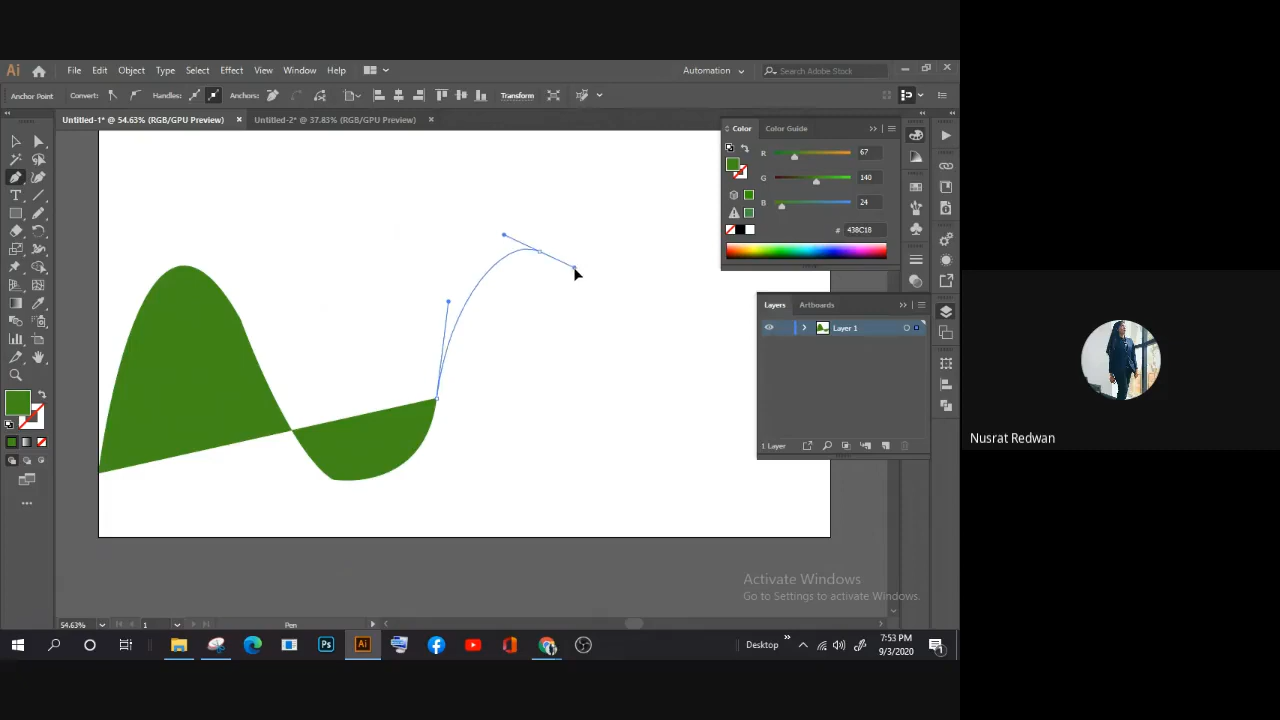 Ai File Edit Object Type Select Effect View Window Help Automation Search Adobe Stock
Anchor Point Convert: Handles: Anchors: Transform
Untitled-1* @ 54.63% (RGB/GPU Preview) × Untitled-2* @ 37.83% (RGB/GPU Preview) ×
Color Color Guide
R 67
G 140
B 24
# 438C18
Layers Artboards
Layer 1
1 Layer
Nusrat Redwan
Activate Windows
Go to Settings to activate Windows.
54.63% 1 Pen
Ps Ai Desktop 7:53 PM
9/3/2020 1